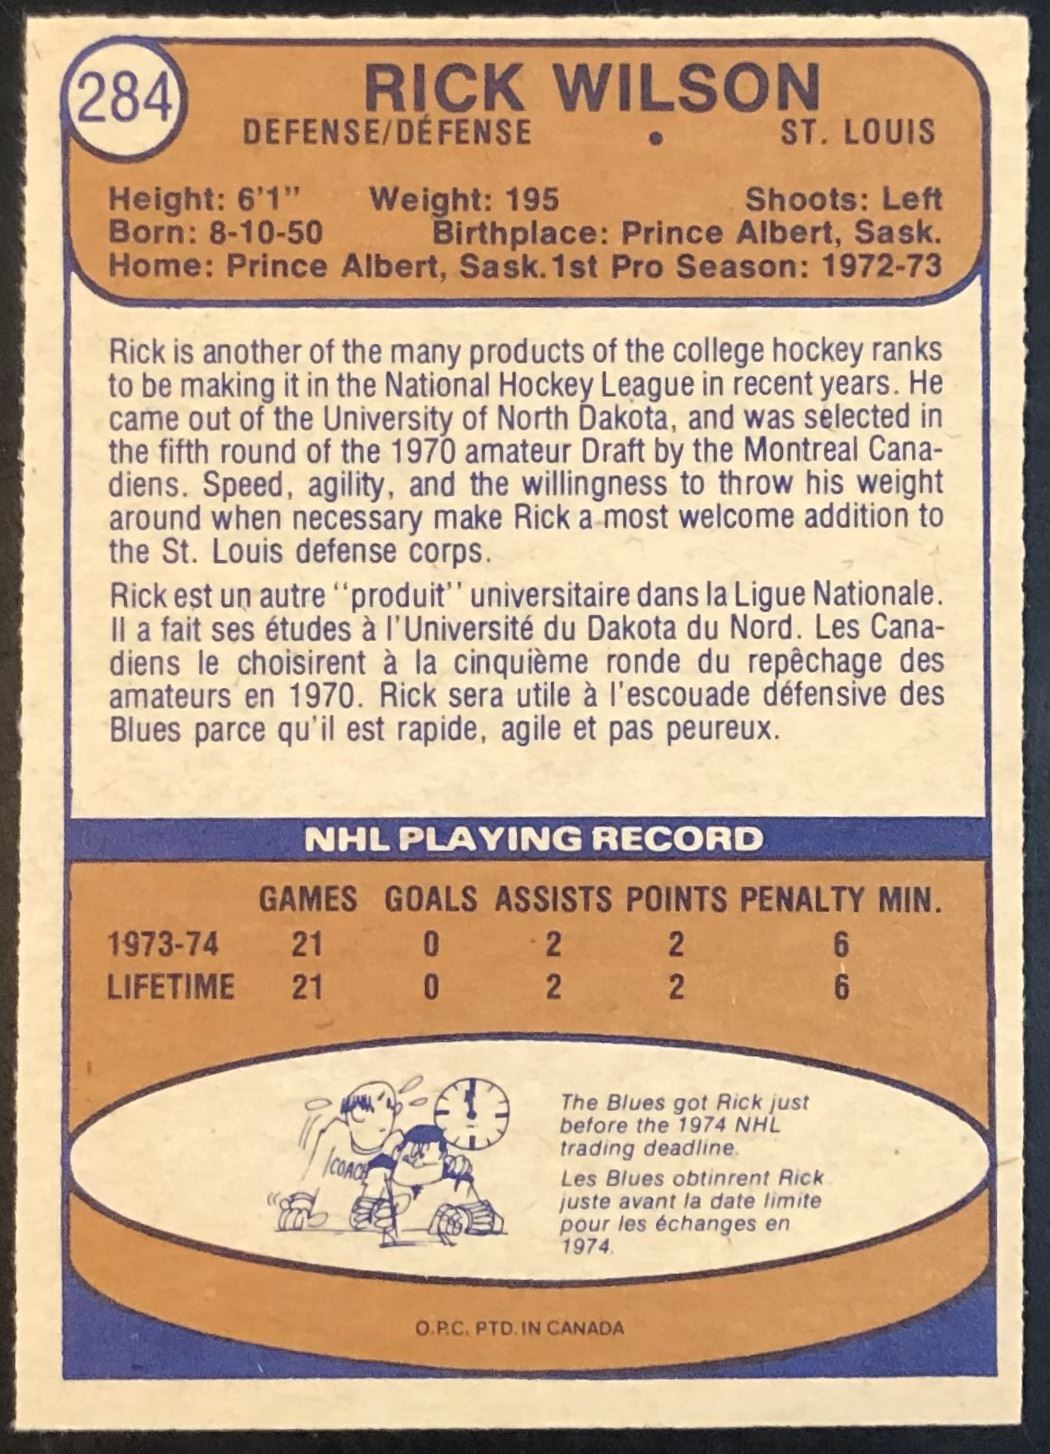 284
RICK WILSON
DEFENSE/DÉFENSE • ST. LOUIS
Height: 6'1" Weight: 195 Shoots: Left
Born: 8-10-50 Birthplace: Prince Albert, Sask.
Home: Prince Albert, Sask. 1st Pro Season: 1972-73
Rick is another of the many products of the college hockey ranks
to be making it in the National Hockey League in recent years. He
came out of the University of North Dakota, and was selected in
the fifth round of the 1970 amateur Draft by the Montreal Cana-
diens. Speed, agility, and the willingness to throw his weight
around when necessary make Rick a most welcome addition to
the St. Louis defense corps.
Rick est un autre "produit" universitaire dans la Ligue Nationale.
Il a fait ses études à l'Université du Dakota du Nord. Les Cana-
diens le choisirent à la cinquième ronde du repêchage des
amateurs en 1970. Rick sera utile à l'escouade défensive des
Blues parce qu'il est rapide, agile et pas peureux.
NHL PLAYING RECORD
GAMES GOALS ASSISTS POINTS PENALTY MIN.
1973-74 21 0 2 2 6
LIFETIME 21 0 2 2 6
COACH
The Blues got Rick just
before the 1974 NHL
trading deadline.
Les Blues obtinrent Rick
juste avant la date limite
pour les échanges en
1974.
O.P.C. PTD. IN CANADA